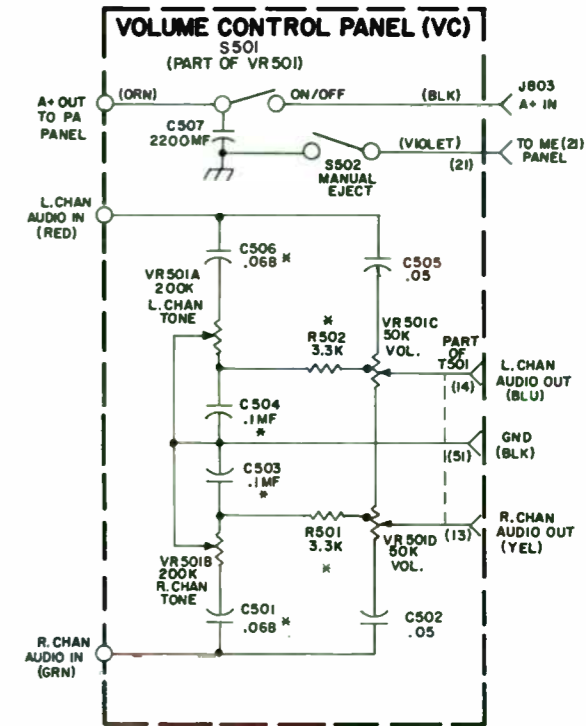 VOLUME CONTROL PANEL (VC)
S501
(PART OF VR501)
A+ OUT
TO PA
PANEL
(ORN)
ON/OFF
(BLK)
J803
A+ IN
C507
2200MF
S502
MANUAL
EJECT
(VIOLET)
(21)
TO ME(21)
PANEL
L.CHAN
AUDIO IN
(RED)
C506
.068 *
C505
.05
VR501A
200K
L.CHAN
TONE
*
R502
3.3K
VR501C
50K
VOL.
PART
OF
T501
(14)
L.CHAN
AUDIO OUT
(BLU)
C504
.1MF
*
GND
(BLK)
(51)
C503
.1MF
*
R501
3.3K
*
VR501D
50K
VOL.
(13)
R.CHAN
AUDIO OUT
(YEL)
VR501B
200K
R.CHAN
TONE
C501
.068 *
C502
.05
R.CHAN
AUDIO IN
(GRN)